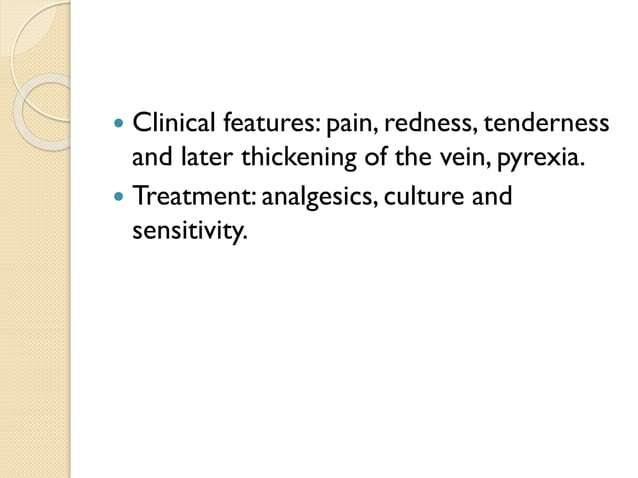 • Clinical features: pain, redness, tenderness
and later thickening of the vein, pyrexia.
• Treatment: analgesics, culture and
sensitivity.